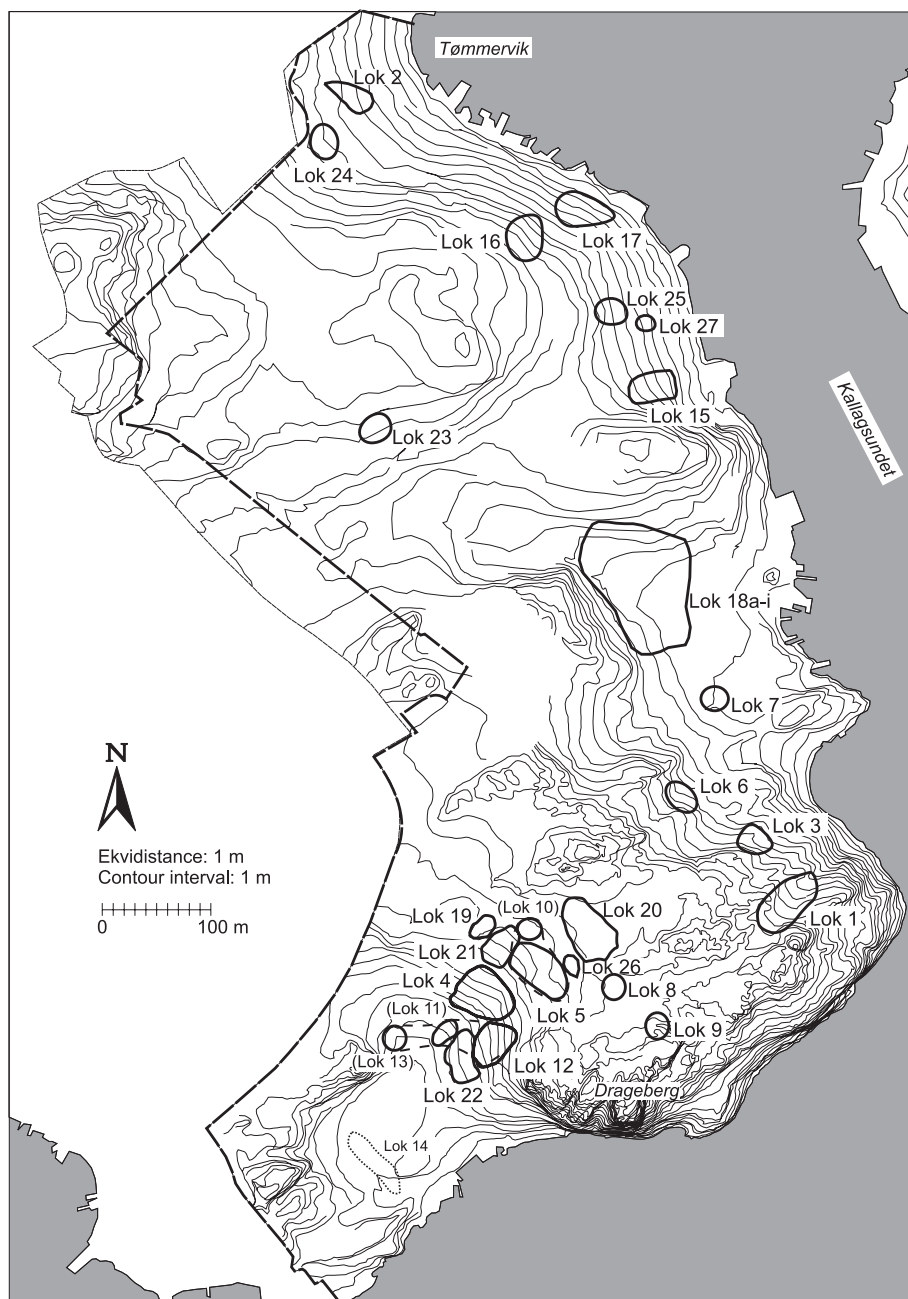 Tømmervik
Lok 2
Lok 24
Lok 17
Lok 16
Lok 25
Lok 27
Lok 15
Kallagsundet
Lok 23
Lok 18a-i
Lok 7
N
Lok 6
Lok 3
Ekvidistance: 1 m
Contour interval: 1 m
0 100 m
Lok 19
(Lok 10)
Lok 20
Lok 1
Lok 21
Lok 26
Lok 4
Lok 8
Lok 5
(Lok 11)
Lok 9
(Lok 13)
Lok 12
Lok 22
Drageberg
Lok 14